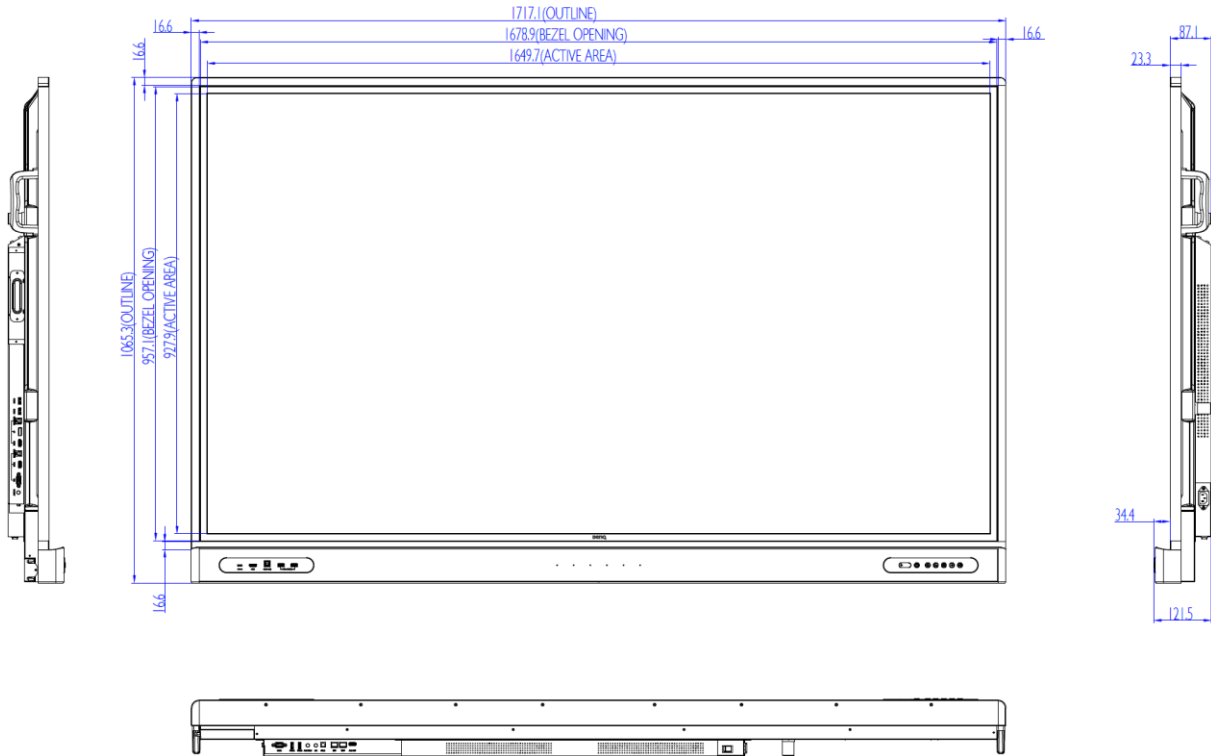 1717.1(OUTLINE)
16.6
1678.9(BEZEL OPENING)
16.6
87.1
16.6
1649.7(ACTIVE AREA)
23.3
1065.3(OUTLINE)
957.1(BEZEL OPENING)
927.9(ACTIVE AREA)
34.4
BenQ
16.6
121.5